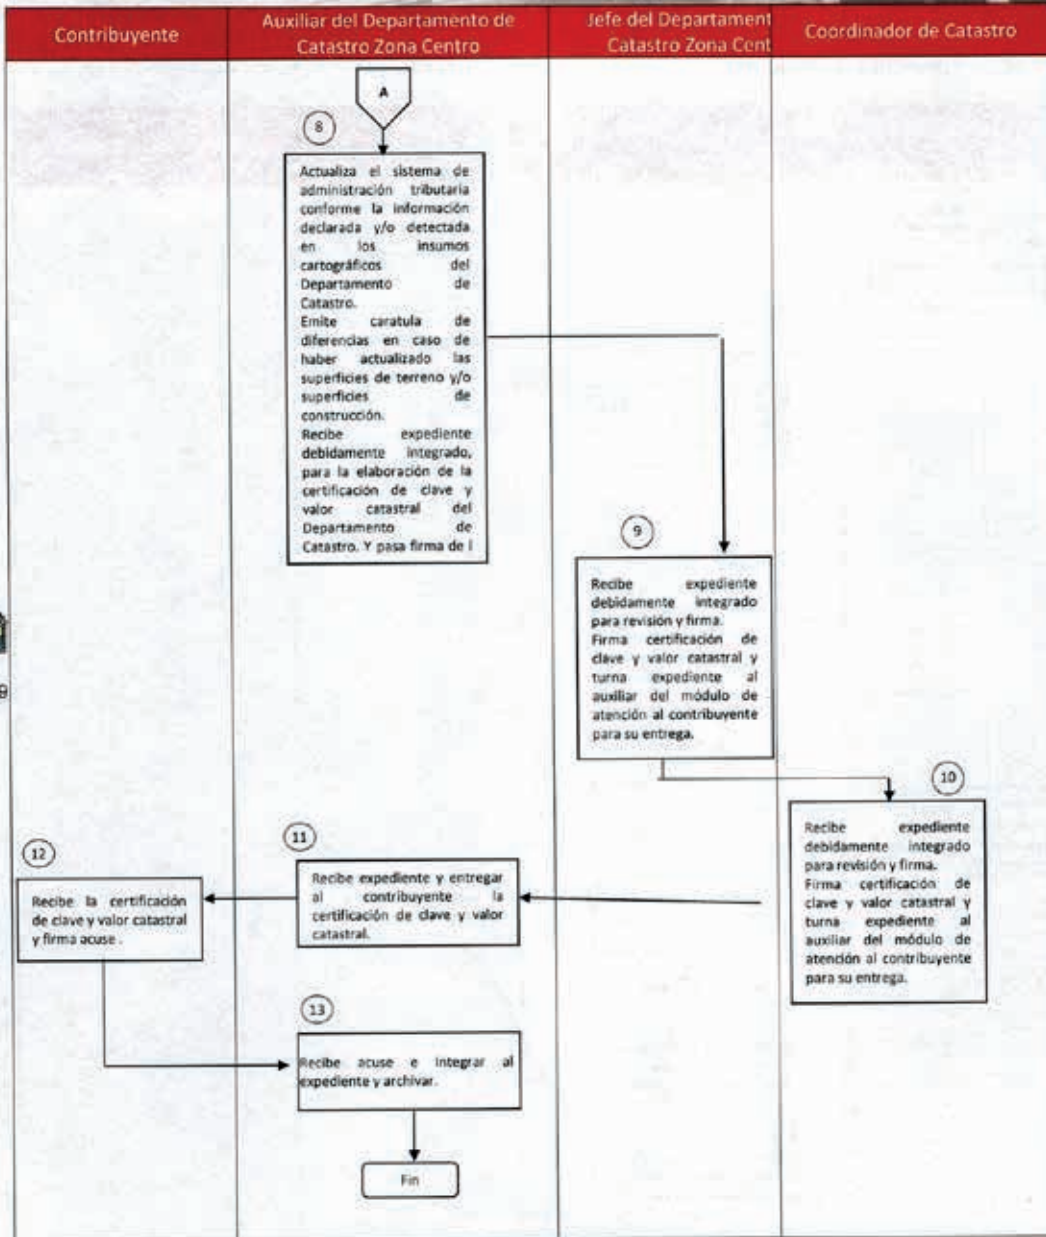 Contribuyente
Auxiliar del Departamento de
Catastro Zona Centro
Jefe del Departament
Catastro Zona Cent
Coordinador de Catastro
A
8
Actualiza el sistema de
administración tributaria
conforme la información
declarada y/o detectada
en los insumos
cartográficos del
Departamento de
Catastro.
Emite caratula de
diferencias en caso de
haber actualizado las
superficies de terreno y/o
superficies de
construcción.
Recibe expediente
debidamente integrado,
para la elaboración de la
certificación de clave y
valor catastral del
Departamento de
Catastro. Y pasa firma de l
9
Recibe expediente
debidamente integrado
para revisión y firma.
Firma certificación de
clave y valor catastral y
turna expediente al
auxiliar del módulo de
atención al contribuyente
para su entrega.
10
Recibe expediente
debidamente integrado
para revisión y firma.
Firma certificación de
clave y valor catastral y
turna expediente al
auxiliar del módulo de
atención al contribuyente
para su entrega.
11
Recibe expediente y entregar
al contribuyente la
certificación de clave y valor
catastral.
12
Recibe la certificación
de clave y valor catastral
y firma acuse .
13
Recibe acuse e integrar al
expediente y archivar.
Fin